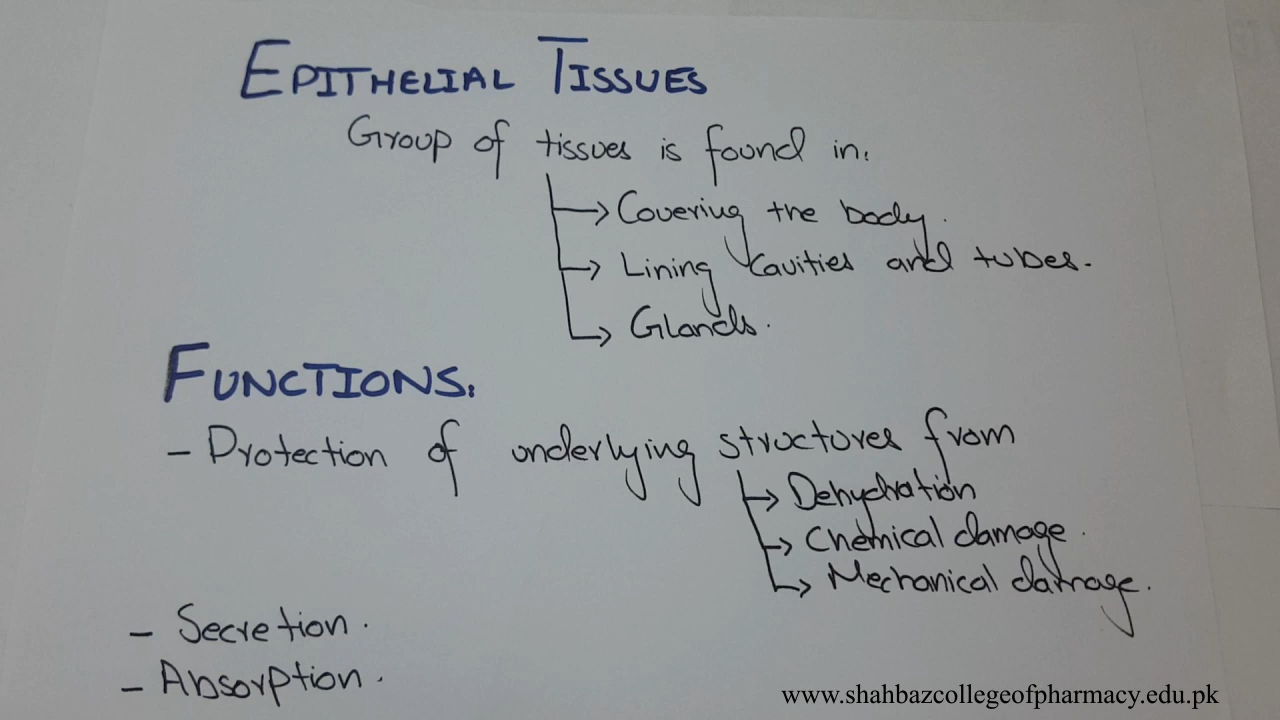 EPITHELIAL TISSUES
Group of tissues is found in:
→ Covering the body.
→ Lining cavities and tubes.
→ Glands.
FUNCTIONS:
- Protection of underlying structures from
→ Dehydration
→ Chemical damage.
→ Mechanical damage.
- Secretion.
- Absorption.
www.shahbazcollegeofpharmacy.edu.pk